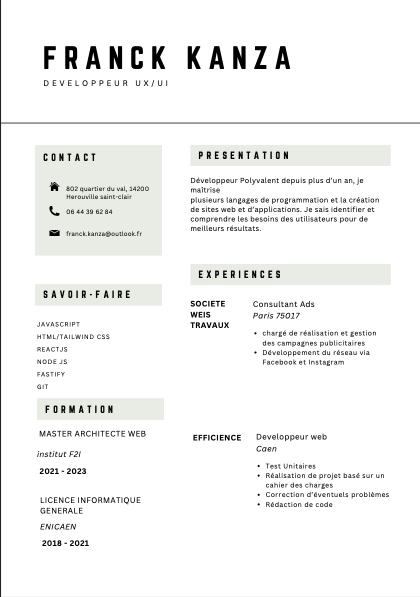 FRANCK KANZA
DEVELOPPEUR UX/UI
CONTACT
802 quartier du val, 14200
Herouville saint-clair
06 44 39 62 84
franck.kanza@outlook.fr
SAVOIR-FAIRE
JAVASCRIPT
HTML/TAILWIND CSS
REACTJS
NODE JS
FASTIFY
GIT
FORMATION
MASTER ARCHITECTE WEB
institut F2I
2021 - 2023
LICENCE INFORMATIQUE
GENERALE
ENICAEN
2018 - 2021
PRESENTATION
Développeur Polyvalent depuis plus d'un an, je
maîtrise
plusieurs langages de programmation et la création
de sites web et d'applications. Je sais identifier et
comprendre les besoins des utilisateurs pour de
meilleurs résultats.
EXPERIENCES
SOCIETE
WEIS
TRAVAUX
Consultant Ads
Paris 75017
• chargé de réalisation et gestion
des campagnes publicitaires
• Développement du réseau via
Facebook et Instagram
EFFICIENCE
Developpeur web
Caen
• Test Unitaires
• Réalisation de projet basé sur un
cahier des charges
• Correction d'éventuels problèmes
• Rédaction de code